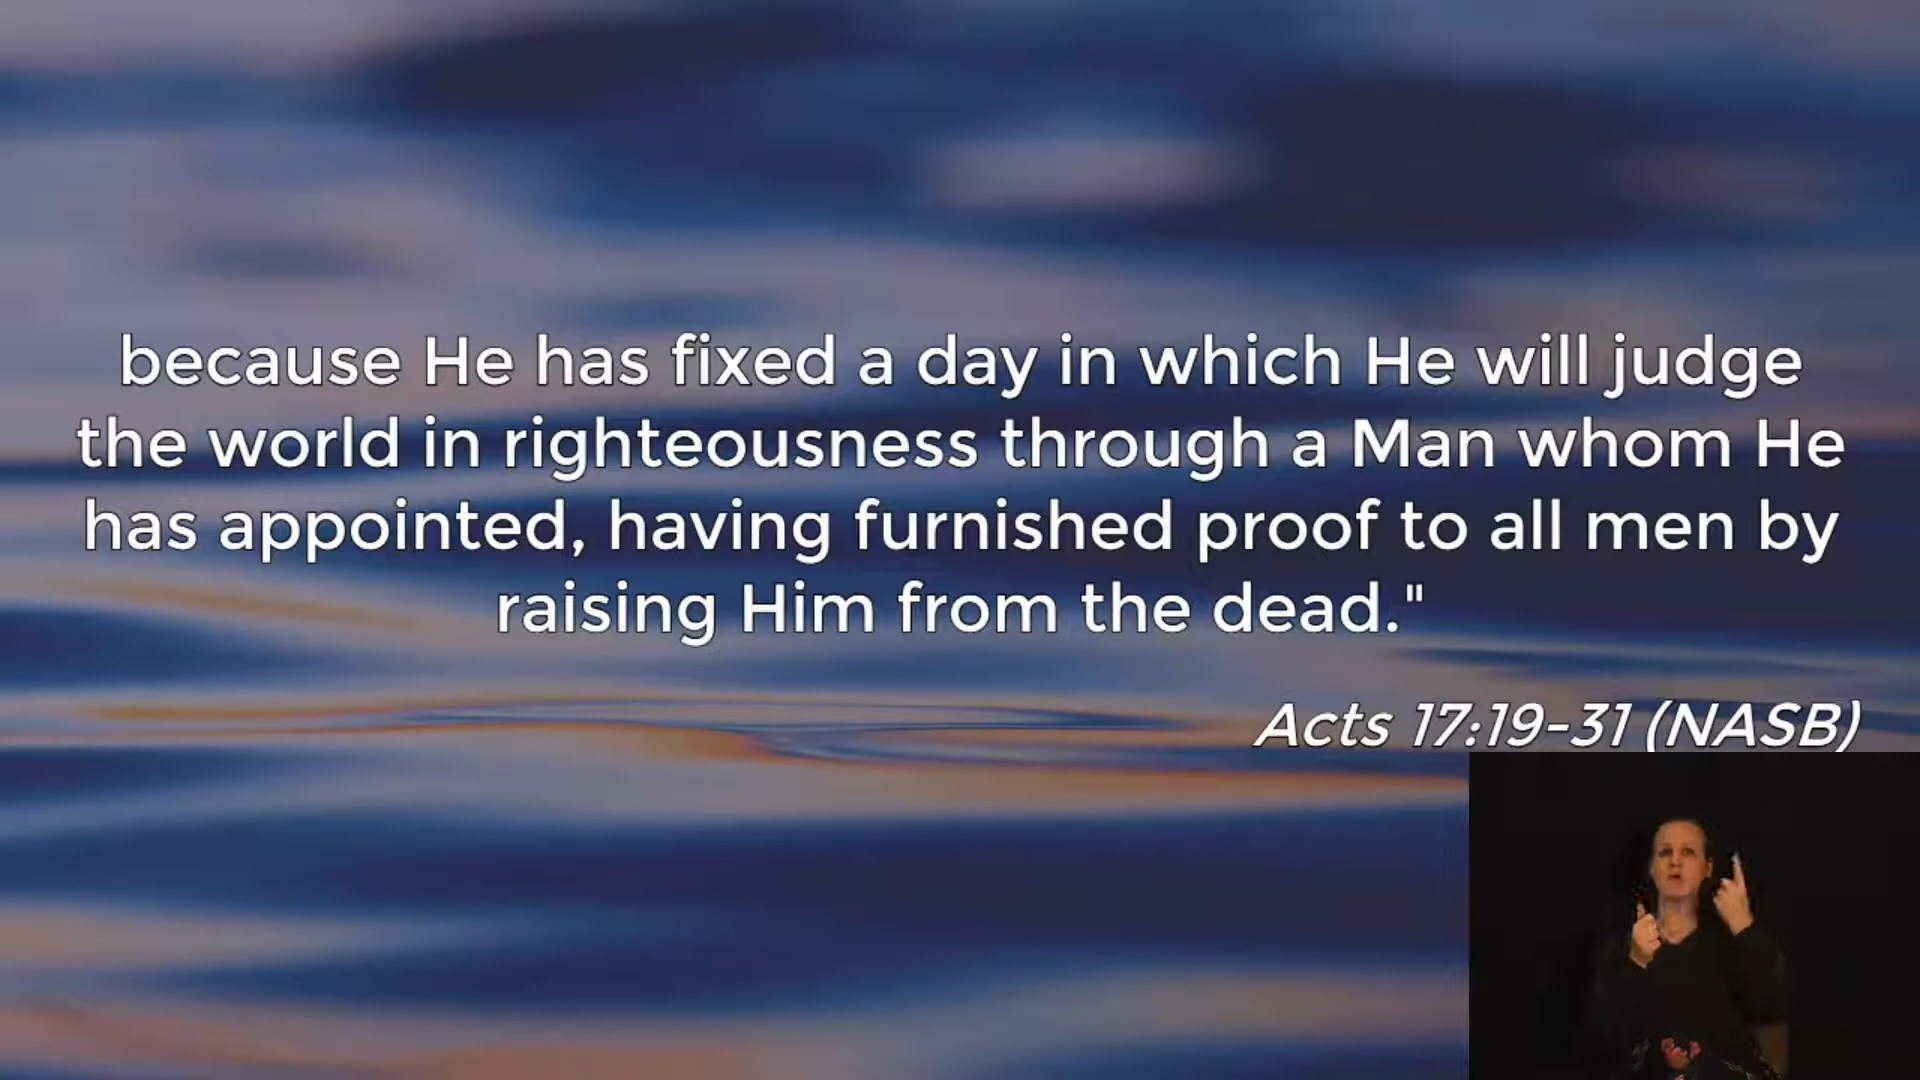 because He has fixed a day in which He will judge
the world in righteousness through a Man whom He
has appointed, having furnished proof to all men by
raising Him from the dead."
Acts 17:19-31 (NASB)